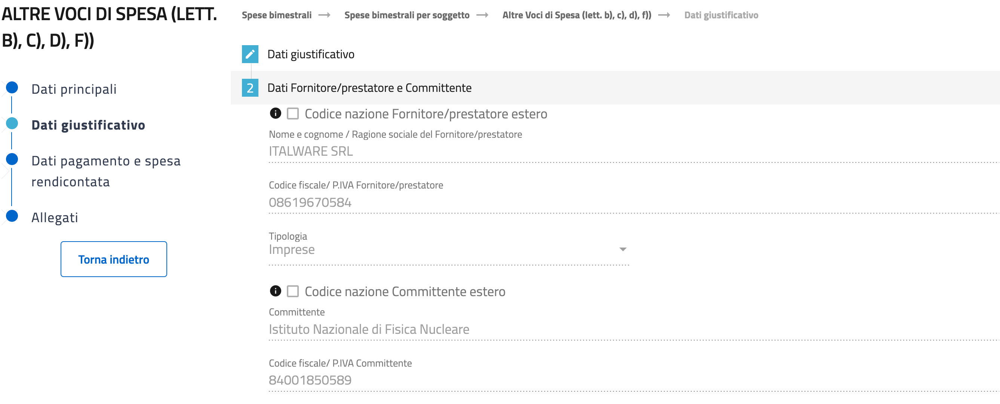 ALTRE VOCI DI SPESA (LETT.
B), C), D), F))
Dati principali
Dati giustificativo
Dati pagamento e spesa
rendicontata
Allegati
Torna indietro
Spese bimestrali → Spese bimestrali per soggetto → Altre Voci di Spesa (lett. b), c), d), f)) → Dati giustificativo
Dati giustificativo
2 Dati Fornitore/prestatore e Committente
Codice nazione Fornitore/prestatore estero
Nome e cognome / Ragione sociale del Fornitore/prestatore
ITALWARE SRL
Codice fiscale/ P.IVA Fornitore/prestatore
08619670584
Tipologia
Imprese
Codice nazione Committente estero
Committente
Istituto Nazionale di Fisica Nucleare
Codice fiscale/ P.IVA Committente
84001850589